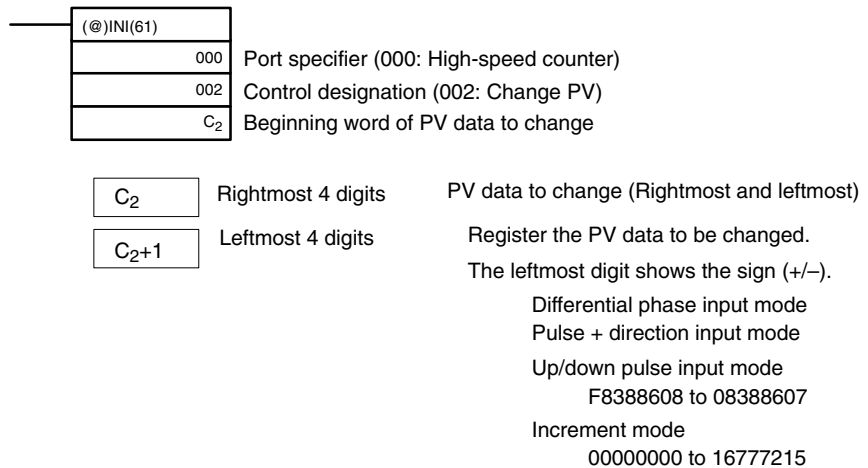 (@)INI(61)
000 Port specifier (000: High-speed counter)
002 Control designation (002: Change PV)
C2 Beginning word of PV data to change
C2 Rightmost 4 digits PV data to change (Rightmost and leftmost)
C2+1 Leftmost 4 digits Register the PV data to be changed.
The leftmost digit shows the sign (+/–).
Differential phase input mode
Pulse + direction input mode
Up/down pulse input mode
F8388608 to 08388607
Increment mode
00000000 to 16777215